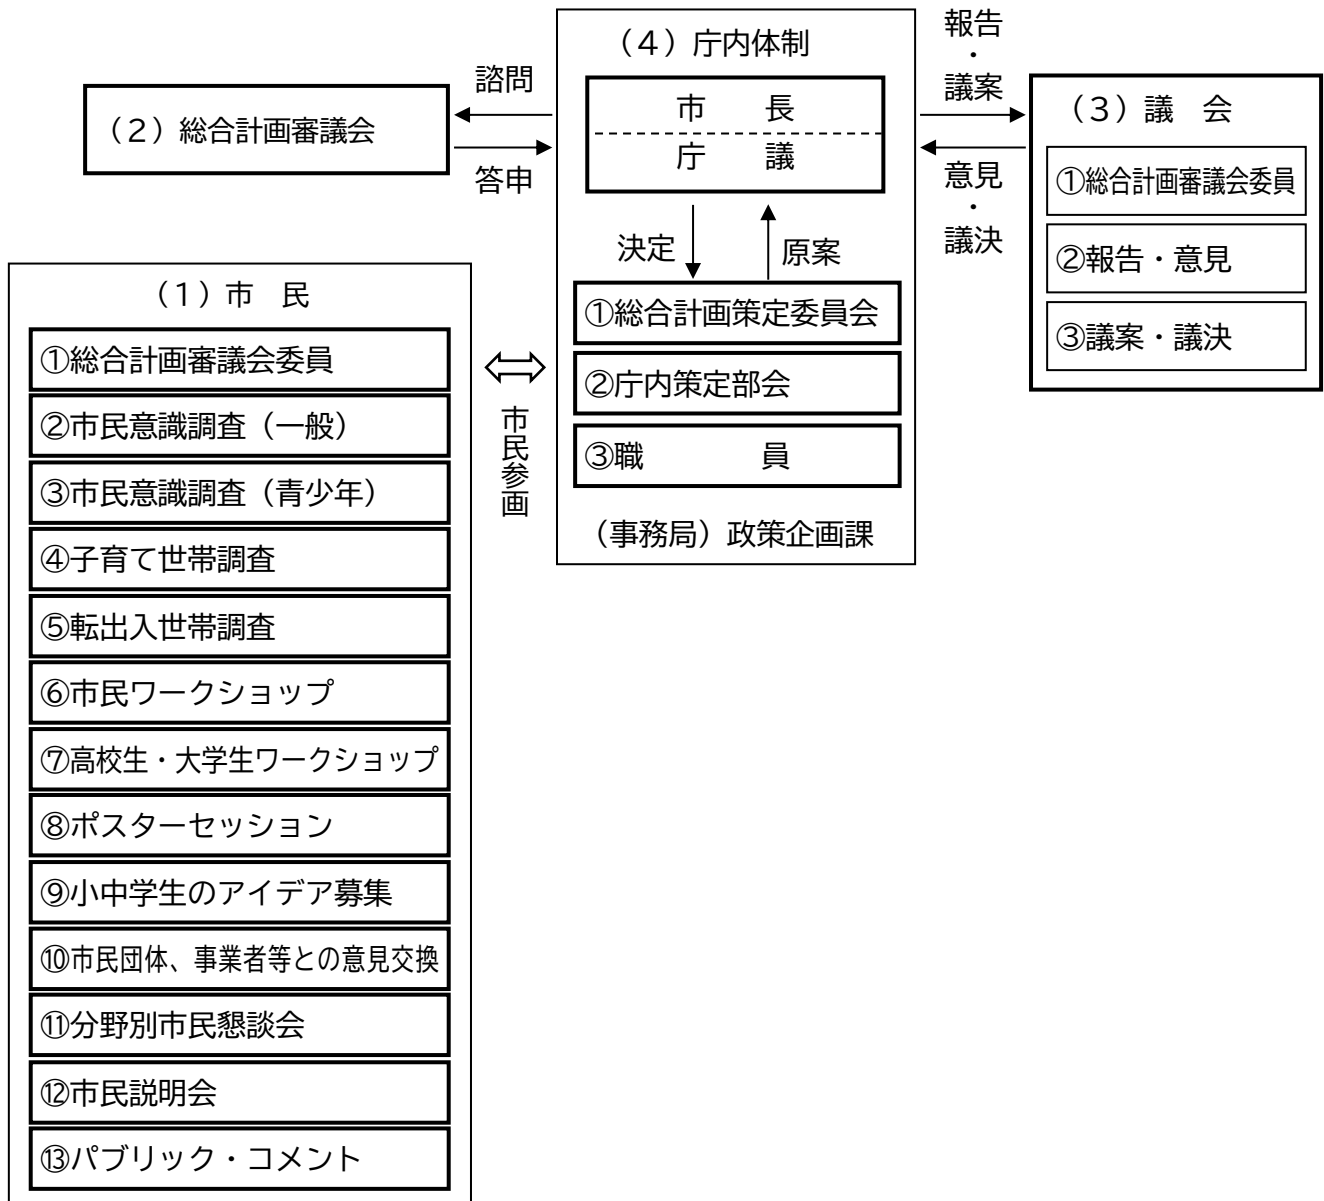 (4)庁内体制
市　　長
庁　　議
決定
原案
①総合計画策定委員会
②庁内策定部会
③職　　　　員
(事務局)政策企画課
諮問
答申
(2)総合計画審議会
報告
・
議案
意見
・
議決
(3)議　会
①総合計画審議会委員
②報告・意見
③議案・議決
(1)市　民
①総合計画審議会委員
②市民意識調査(一般)
③市民意識調査(青少年)
④子育て世帯調査
⑤転出入世帯調査
⑥市民ワークショップ
⑦高校生・大学生ワークショップ
⑧ポスターセッション
⑨小中学生のアイデア募集
⑩市民団体、事業者等との意見交換
⑪分野別市民懇談会
⑫市民説明会
⑬パブリック・コメント
市民参画